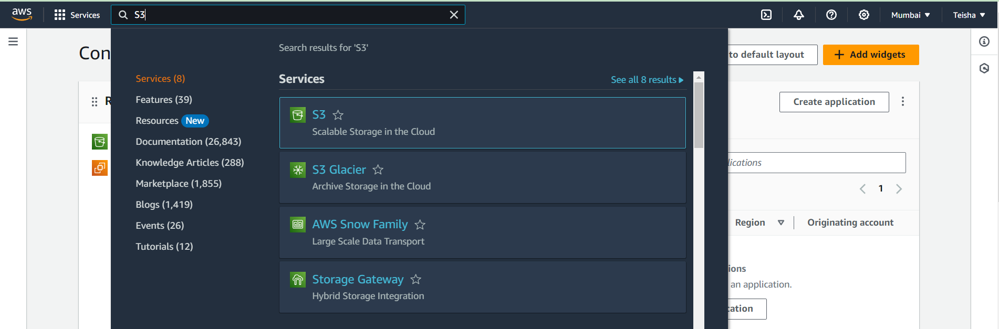 aws Services S3 Mumbai Teisha
Con
to default layout
Add widgets
Search results for 'S3'
Services (8)
Features (39)
Resources New
Documentation (26,843)
Knowledge Articles (288)
Marketplace (1,855)
Blogs (1,419)
Events (26)
Tutorials (12)
Services See all 8 results
S3
Scalable Storage in the Cloud
S3 Glacier
Archive Storage in the Cloud
AWS Snow Family
Large Scale Data Transport
Storage Gateway
Hybrid Storage Integration
R
Create application
lications
1
Region Originating account
ions
an application.
cation